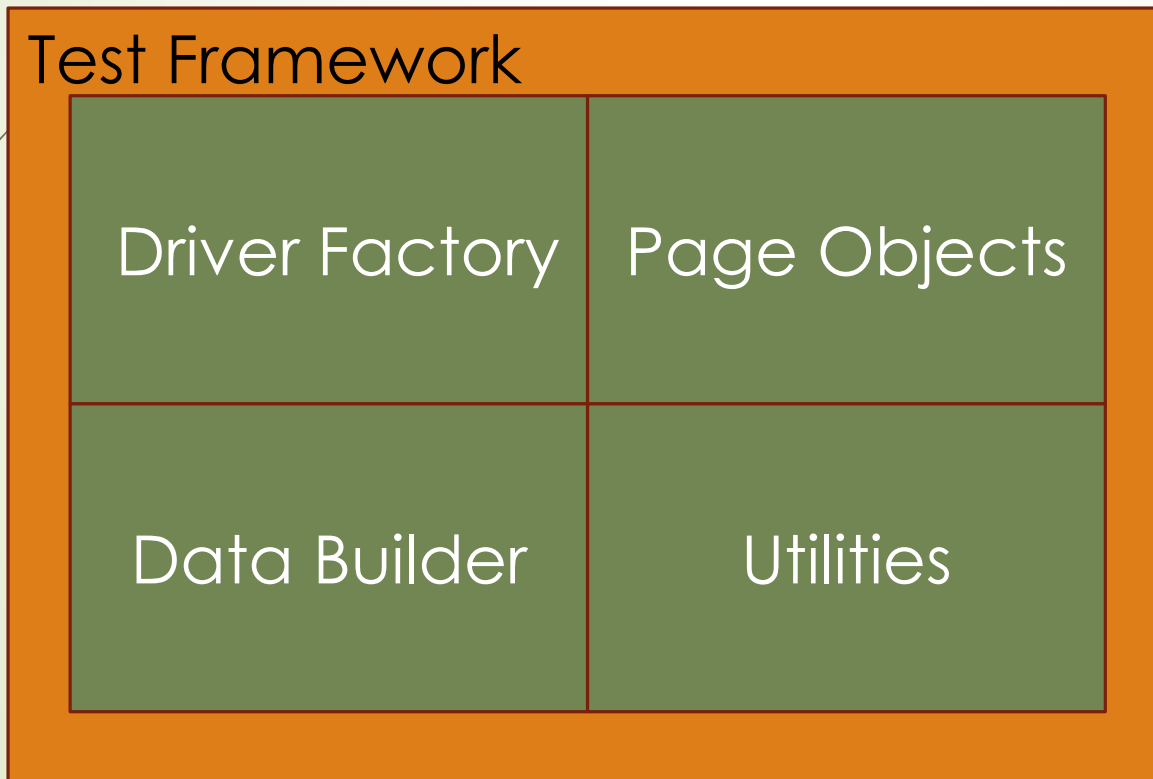 Test Framework
Driver Factory
Page Objects
Data Builder
Utilities